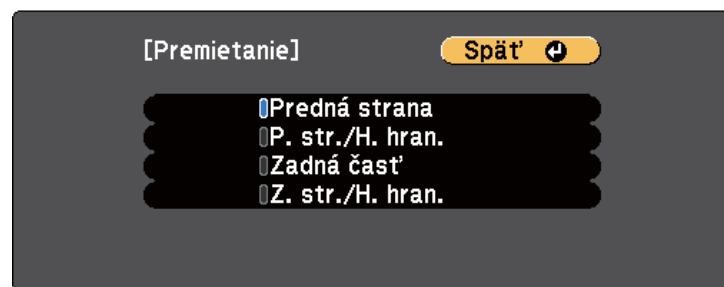 [Premietanie] Späť
Predná strana
P. str./H. hran.
Zadná časť
Z. str./H. hran.